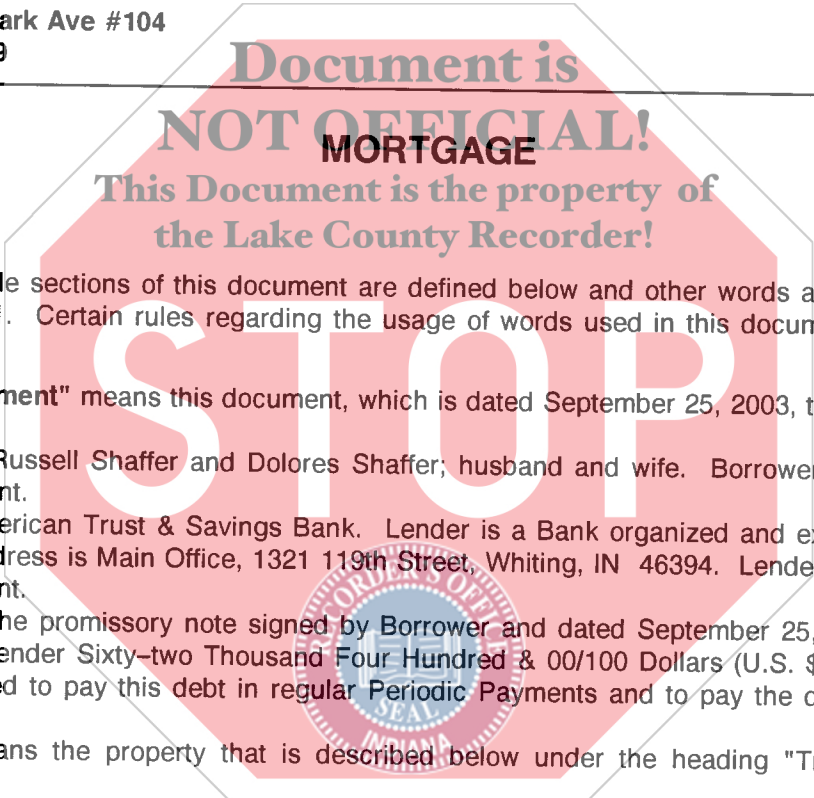 ark Ave #104
9
Document is
NOT OFFICIAL!
MORTGAGE
This Document is the property of
the Lake County Recorder!
le sections of this document are defined below and other words a
. Certain rules regarding the usage of words used in this docum
ment" means this document, which is dated September 25, 2003, t
Russell Shaffer and Dolores Shaffer; husband and wife. Borrower
nt.
erican Trust & Savings Bank. Lender is a Bank organized and ex
dress is Main Office, 1321 119th Street, Whiting, IN 46394. Lende
nt.
he promissory note signed by Borrower and dated September 25,
ender Sixty-two Thousand Four Hundred & 00/100 Dollars (U.S. $
d to pay this debt in regular Periodic Payments and to pay the d
ans the property that is described below under the heading "Tr
STOP
RECORDER'S OFFICE
SEAL
INDIANA